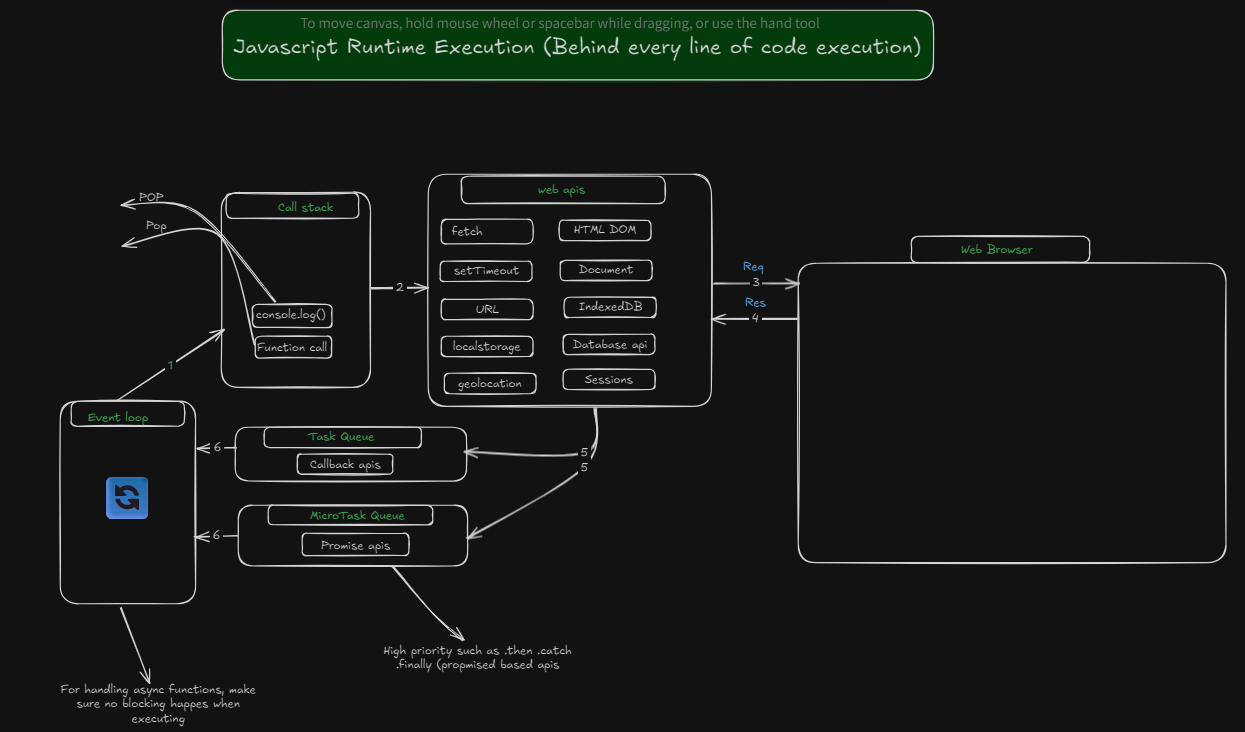 To move canvas, hold mouse wheel or spacebar while dragging, or use the hand tool
Javascript Runtime Execution (Behind every line of code execution)
POP
Pop
Call stack
console.log()
Function call
1
2
web apis
fetch
HTML DOM
setTimeout
Document
URL
IndexedDB
localstorage
Database api
geolocation
Sessions
Req
3
Res
4
Web Browser
Event loop
6
Task Queue
Callback apis
5
5
6
MicroTask Queue
Promise apis
High priority such as .then .catch
.finally (propmised based apis
For handling async functions, make
sure no blocking happes when
executing